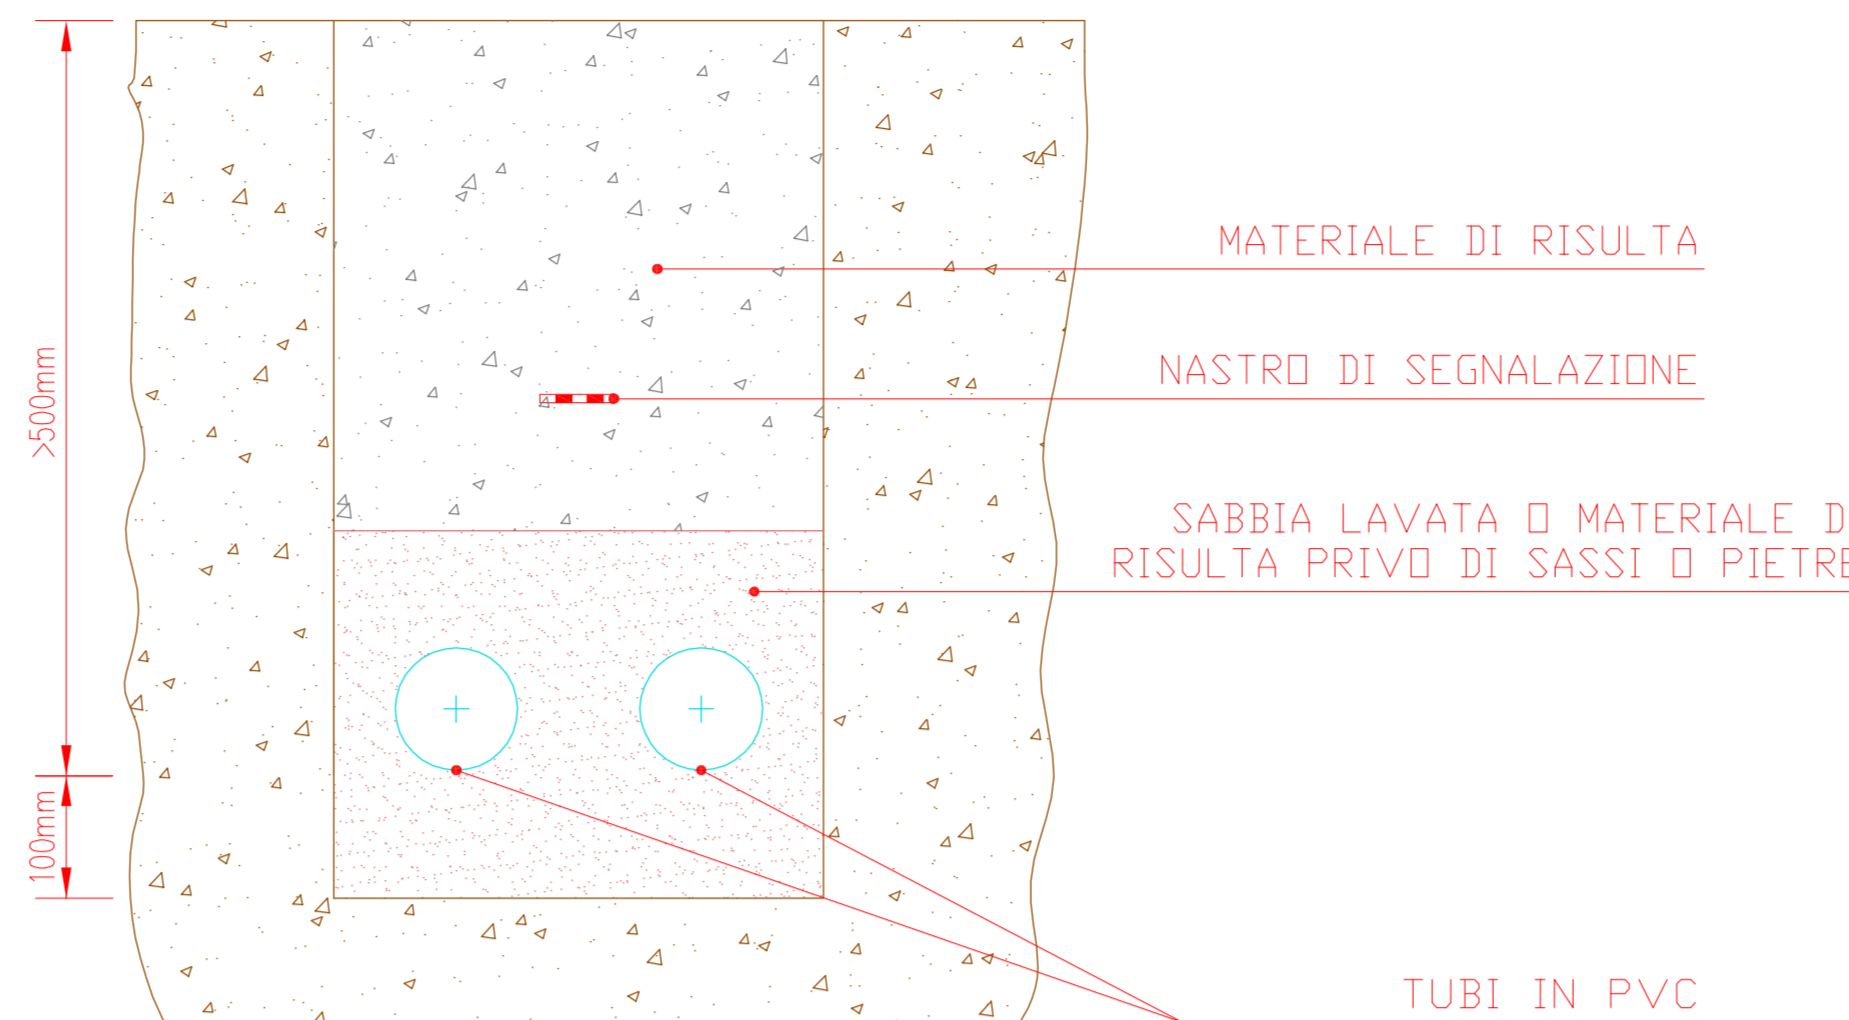 MATERIALE DI RISULTA
NASTRO DI SEGNALAZIONE
>500mm
SABBIA LAVATA O MATERIALE D
RISULTA PRIVO DI SASSI O PIETRE
100mm
TUBI IN PVC